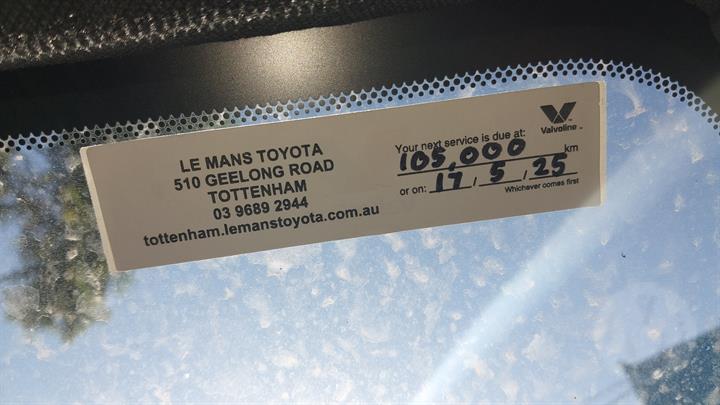 LE MANS TOYOTA
510 GEELONG ROAD
TOTTENHAM
03 9689 2944
tottenham.lemanstoyota.com.au
Valvoline™
Your next service is due at:
105,000 km
or on: 17/5/25
Whichever comes first